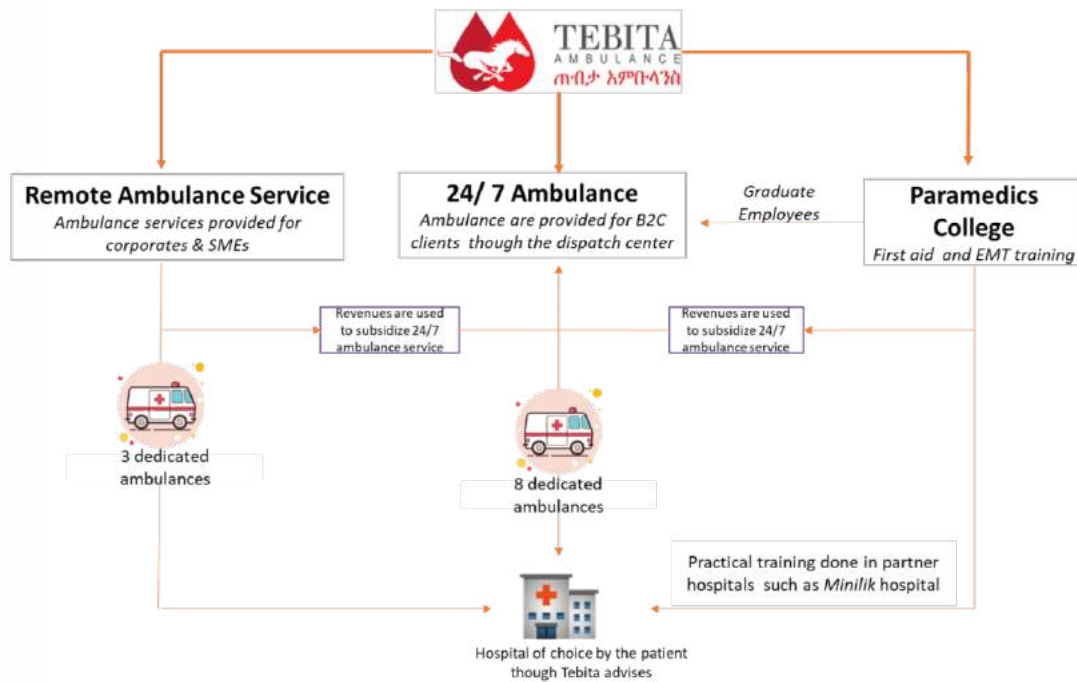 TEBITA
AMBULANCE
ጠብታ አምቡላንስ
Remote Ambulance Service
Ambulance services provided for
corporates & SMEs
24/ 7 Ambulance
Ambulance are provided for B2C
clients though the dispatch center
Graduate
Employees
Paramedics
College
First aid and EMT training
Revenues are used
to subsidize 24/7
ambulance service
Revenues are used
to subsidize 24/7
ambulance service
3 dedicated
ambulances
8 dedicated
ambulances
Practical training done in partner
hospitals such as Minilik hospital
Hospital of choice by the patient
though Tebita advises